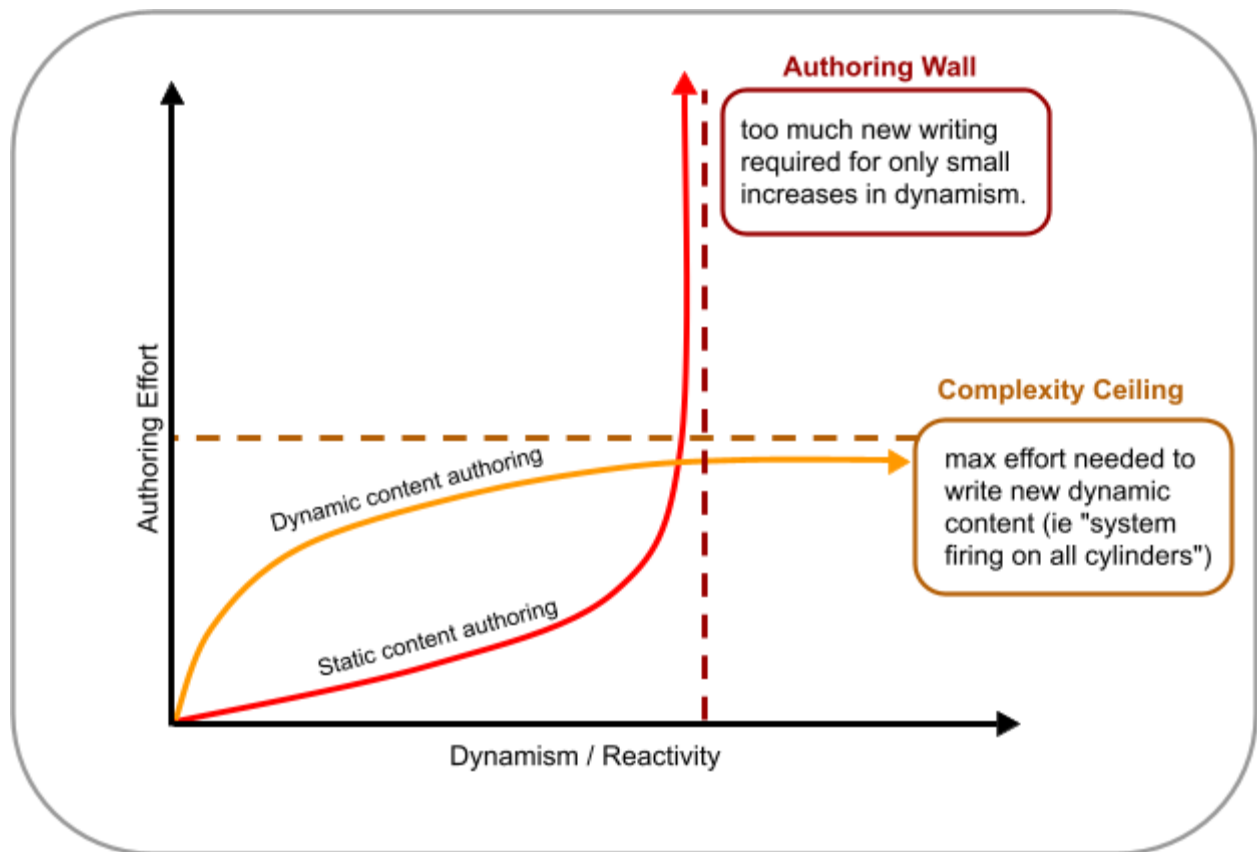 Authoring Wall
too much new writing
required for only small
increases in dynamism.
Authoring Effort
Complexity Ceiling
max effort needed to
write new dynamic
content (ie "system
firing on all cylinders")
Dynamic content authoring
Static content authoring
Dynamism / Reactivity